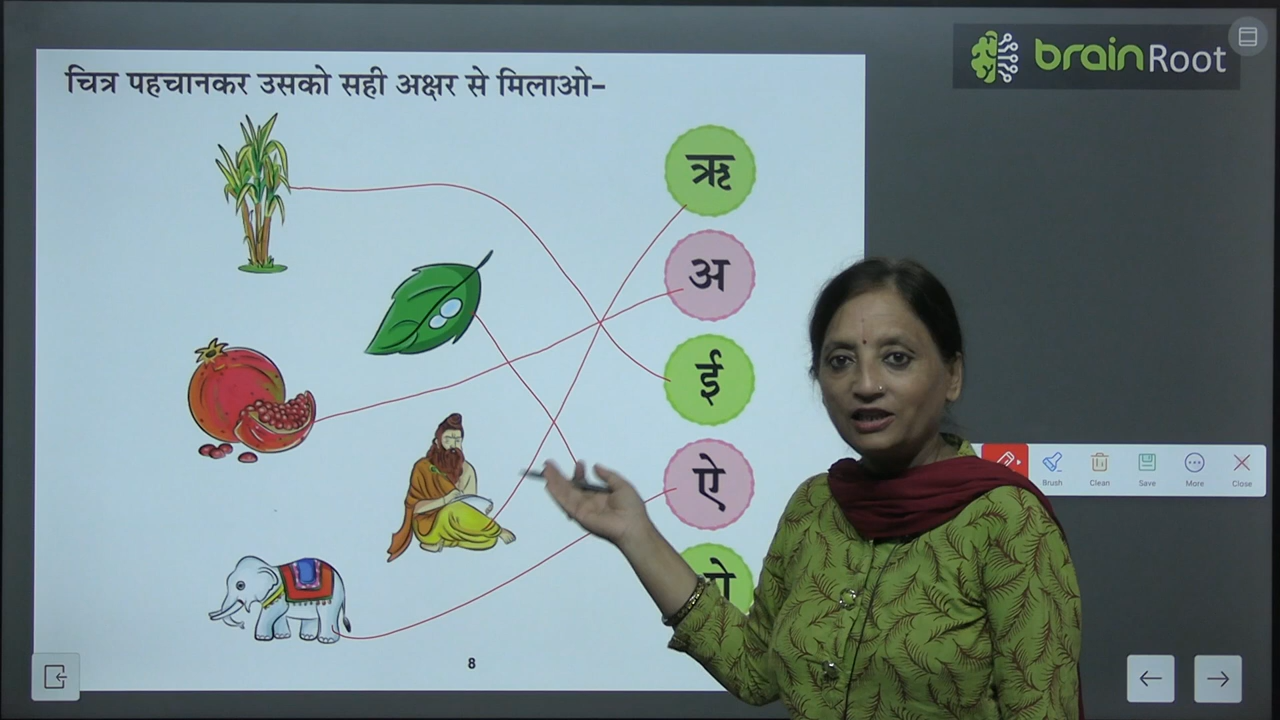 brainRoot
चित्र पहचानकर उसको सही अक्षर से मिलाओ-
ऋ
अ
ई
ऐ
8
Brush
Clean
Save
More
Close